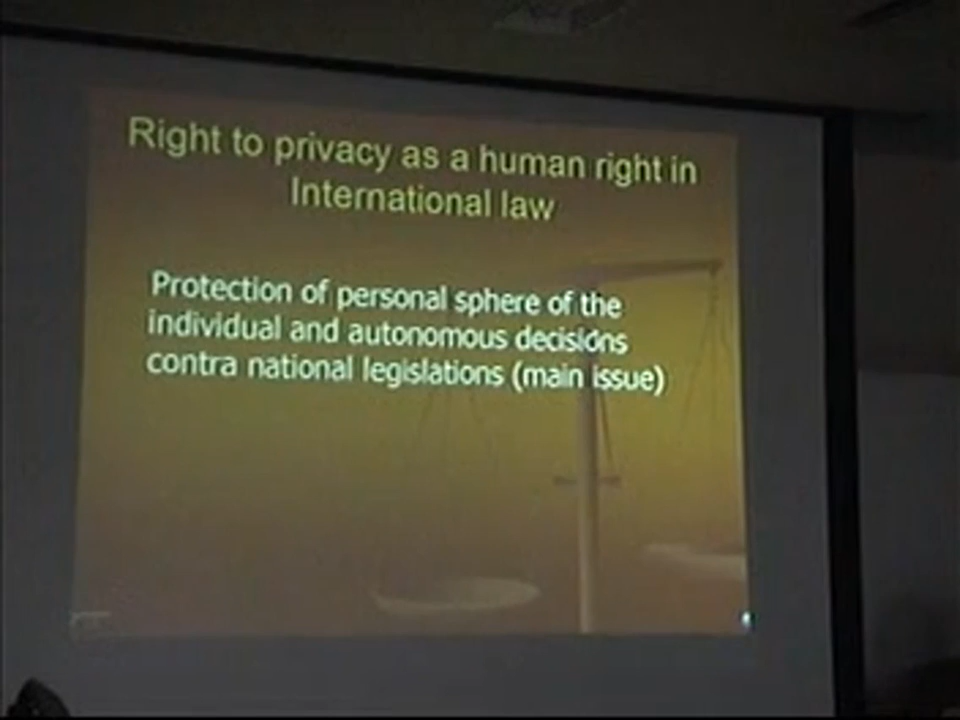 Right to privacy as a human right in
International law
Protection of personal sphere of the
individual and autonomous decisions
contra national legislations (main issue)